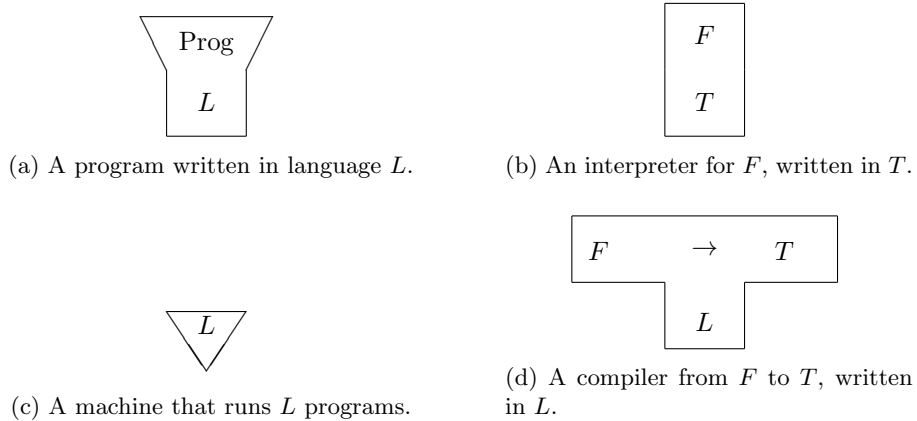 Prog
L
(a) A program written in language L.
F
T
(b) An interpreter for F, written in T.
L
(c) A machine that runs L programs.
F → T
L
(d) A compiler from F to T, written
in L.